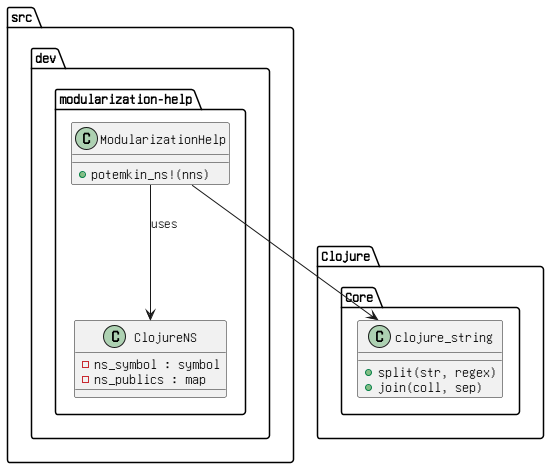 src
dev
modularization-help
C ModularizationHelp
potemkin_ns!(nns)
uses
Clojure
Core
C ClojureNS
ns_symbol : symbol
ns_publics : map
C clojure_string
split(str, regex)
join(coll, sep)